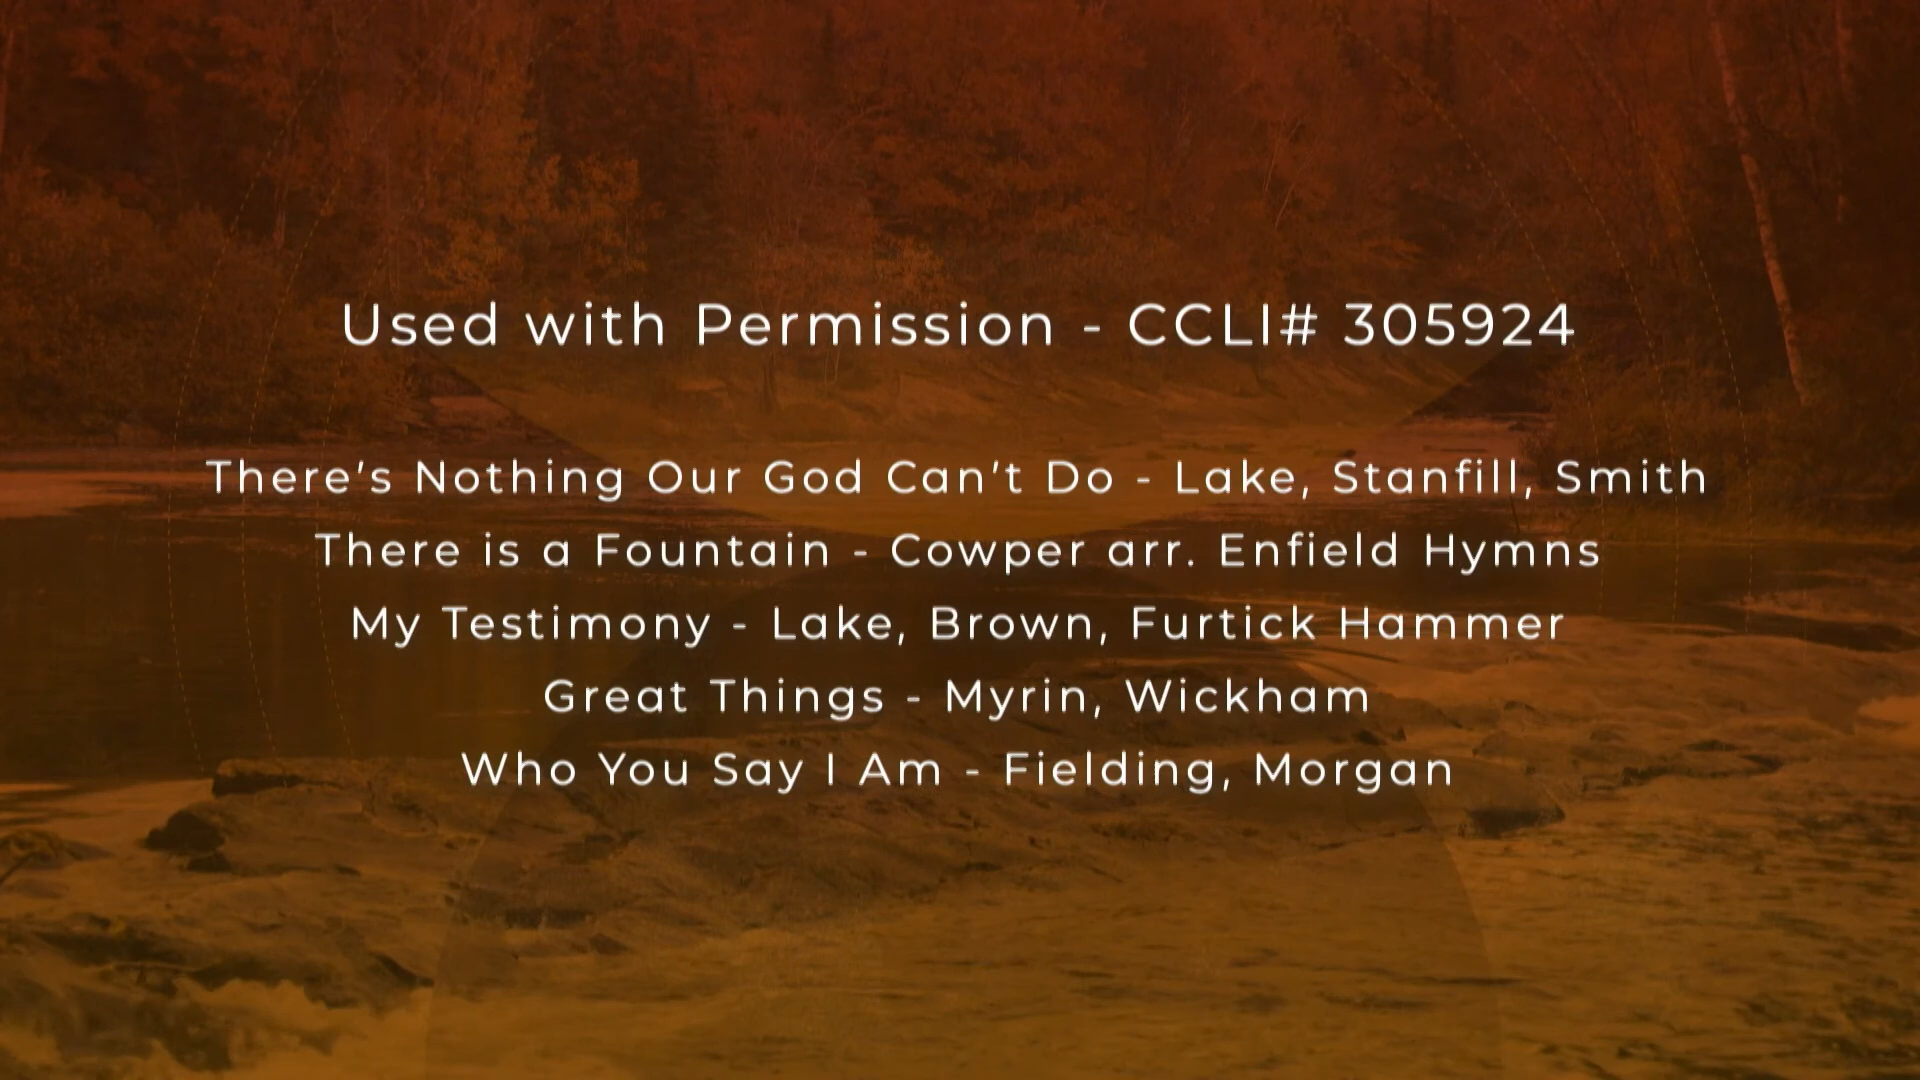 Used with Permission - CCLI# 305924
There's Nothing Our God Can't Do - Lake, Stanfill, Smith
There is a Fountain - Cowper arr. Enfield Hymns
My Testimony - Lake, Brown, Furtick Hammer
Great Things - Myrin, Wickham
Who You Say I Am - Fielding, Morgan